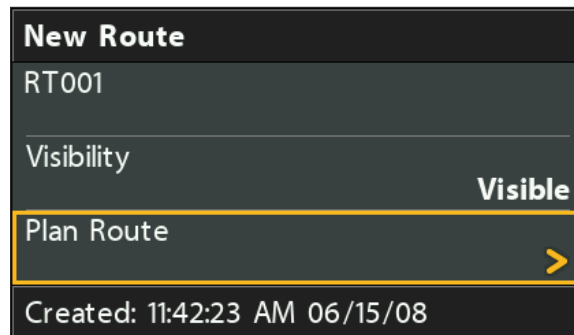 New Route
RT001
Visibility
Visible
Plan Route
Created: 11:42:23 AM 06/15/08